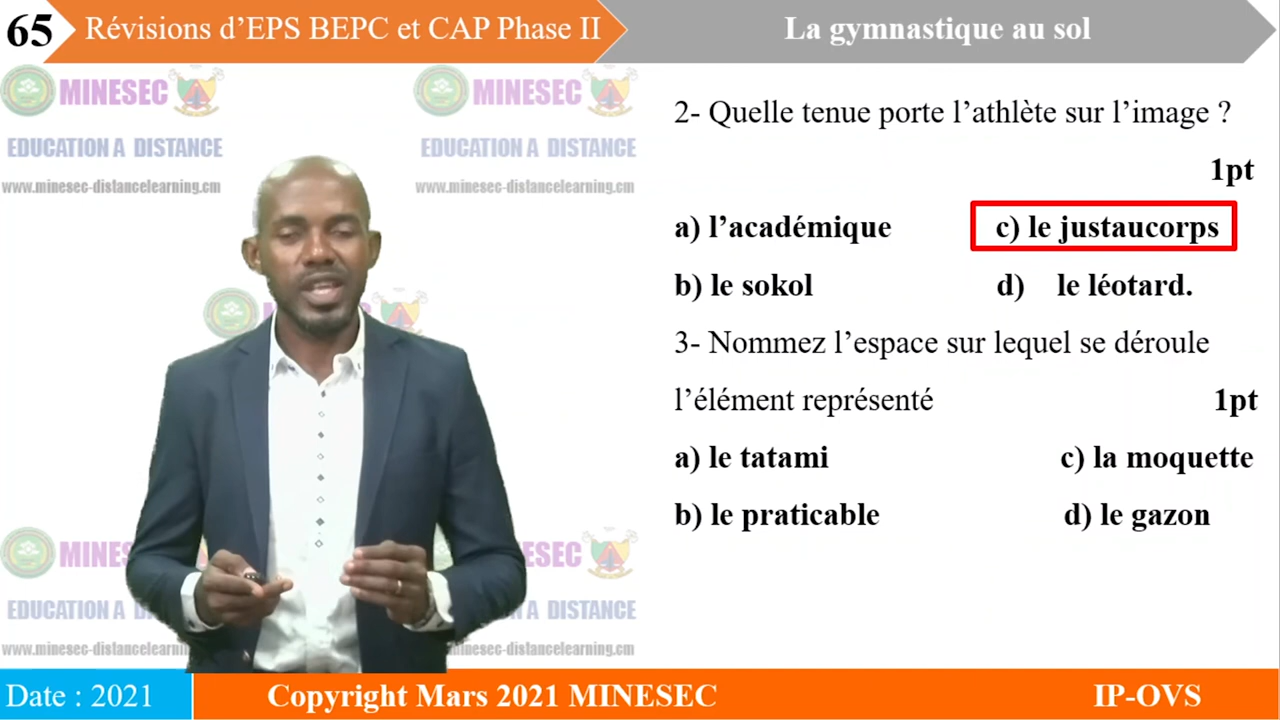 65
Révisions d’EPS BEPC et CAP Phase II
La gymnastique au sol
MINESEC
EDUCATION A DISTANCE
www.minesec-distancelearning.cm
MINESEC
EDUCATION A DISTANCE
www.minesec-distancelearning.cm
2- Quelle tenue porte l’athlète sur l’image ?
1pt
a) l’académique
c) le justaucorps
b) le sokol
d) le léotard.
3- Nommez l’espace sur lequel se déroule
l’élément représenté 1pt
a) le tatami
c) la moquette
b) le praticable
d) le gazon
Date : 2021
Copyright Mars 2021 MINESEC
IP-OVS